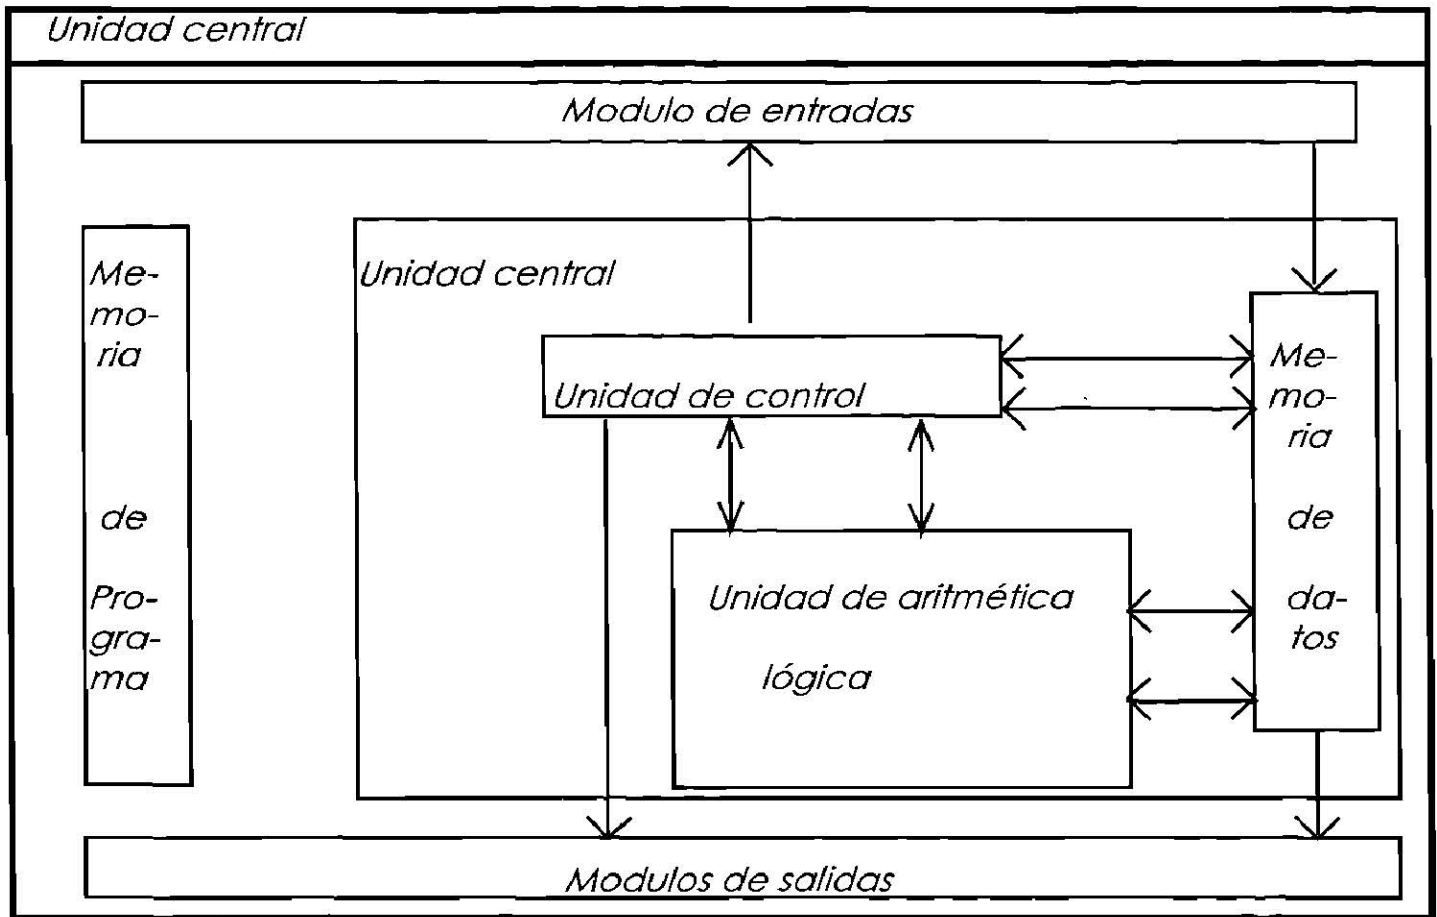 Unidad central
Modulo de entradas
Me-
mo-
ria
de
Pro-
gra-
ma
Unidad central
Unidad de control
Unidad de aritmética
lógica
Me-
mo-
ria
de
da-
tos
Modulos de salidas